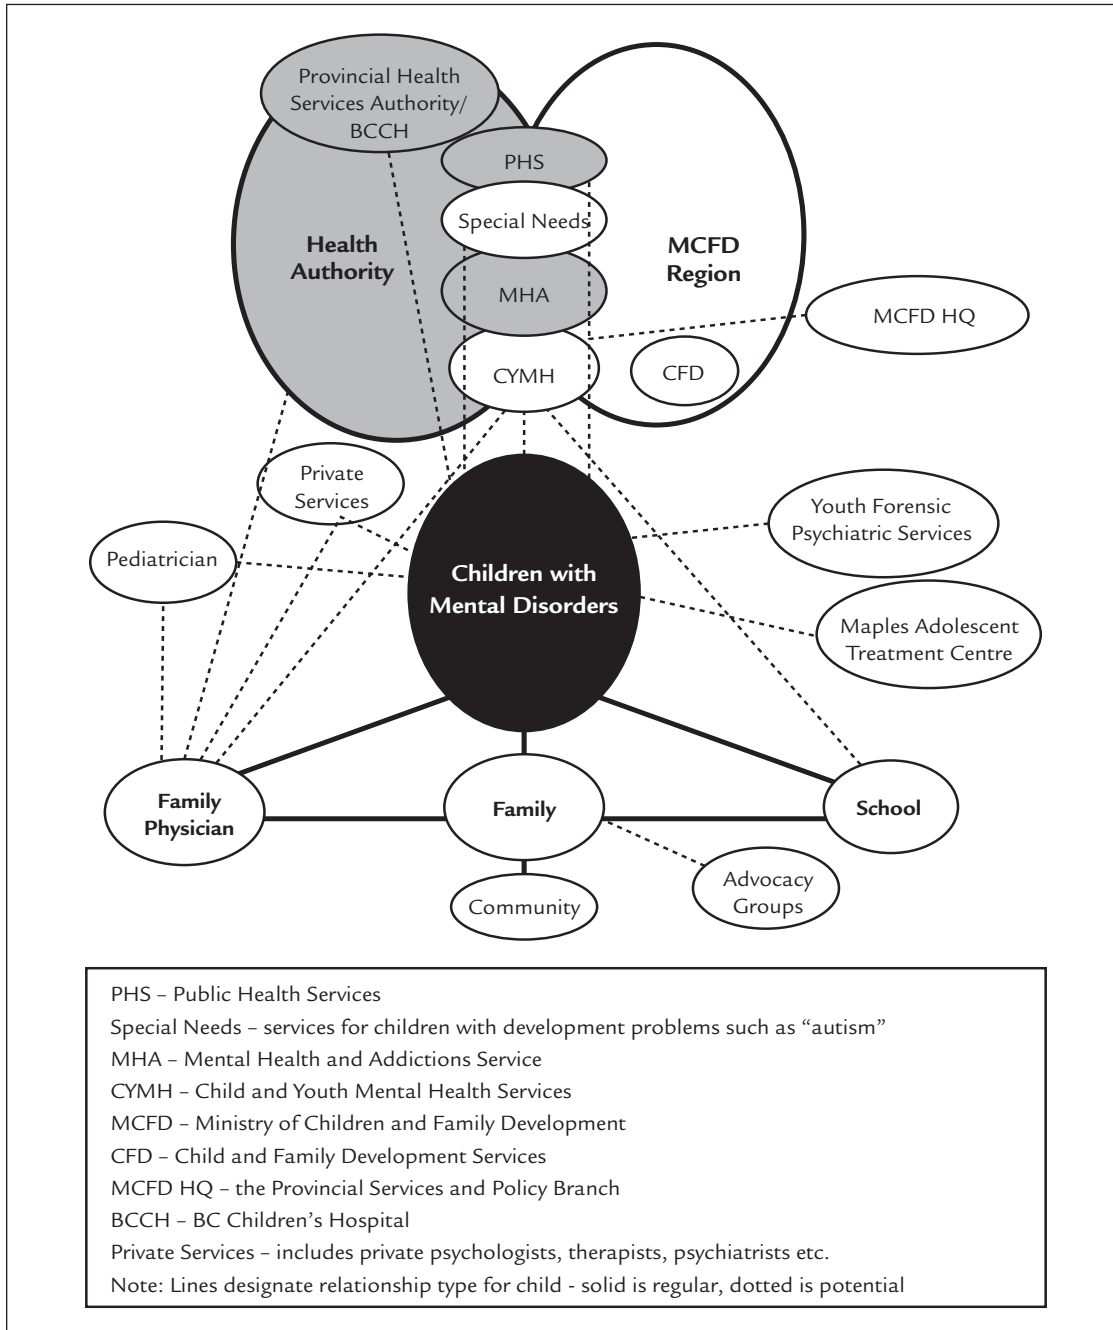 Provincial Health
Services Authority/
BCCH
PHS
Special Needs
Health
Authority
MCFD
Region
MHA
MCFD HQ
CYMH
CFD
Private
Services
Youth Forensic
Psychiatric Services
Pediatrician
Children with
Mental Disorders
Maples Adolescent
Treatment Centre
Family
Physician
Family
School
Advocacy
Groups
Community
PHS – Public Health Services
Special Needs – services for children with development problems such as “autism”
MHA – Mental Health and Addictions Service
CYMH – Child and Youth Mental Health Services
MCFD – Ministry of Children and Family Development
CFD – Child and Family Development Services
MCFD HQ – the Provincial Services and Policy Branch
BCCH – BC Children’s Hospital
Private Services – includes private psychologists, therapists, psychiatrists etc.
Note: Lines designate relationship type for child - solid is regular, dotted is potential